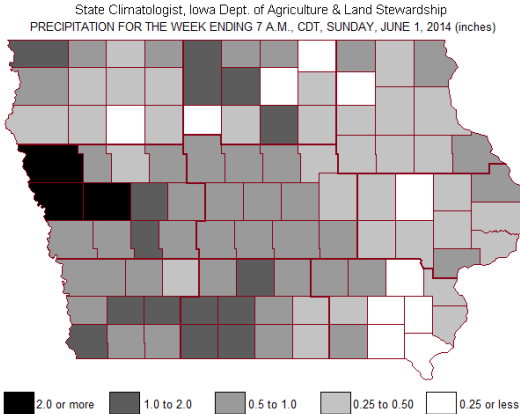 State Climatologist, Iowa Dept. of Agriculture & Land Stewardship
PRECIPITATION FOR THE WEEK ENDING 7 A.M., CDT, SUNDAY, JUNE 1, 2014 (inches)
2.0 or more 1.0 to 2.0 0.5 to 1.0 0.25 to 0.50 0.25 or less